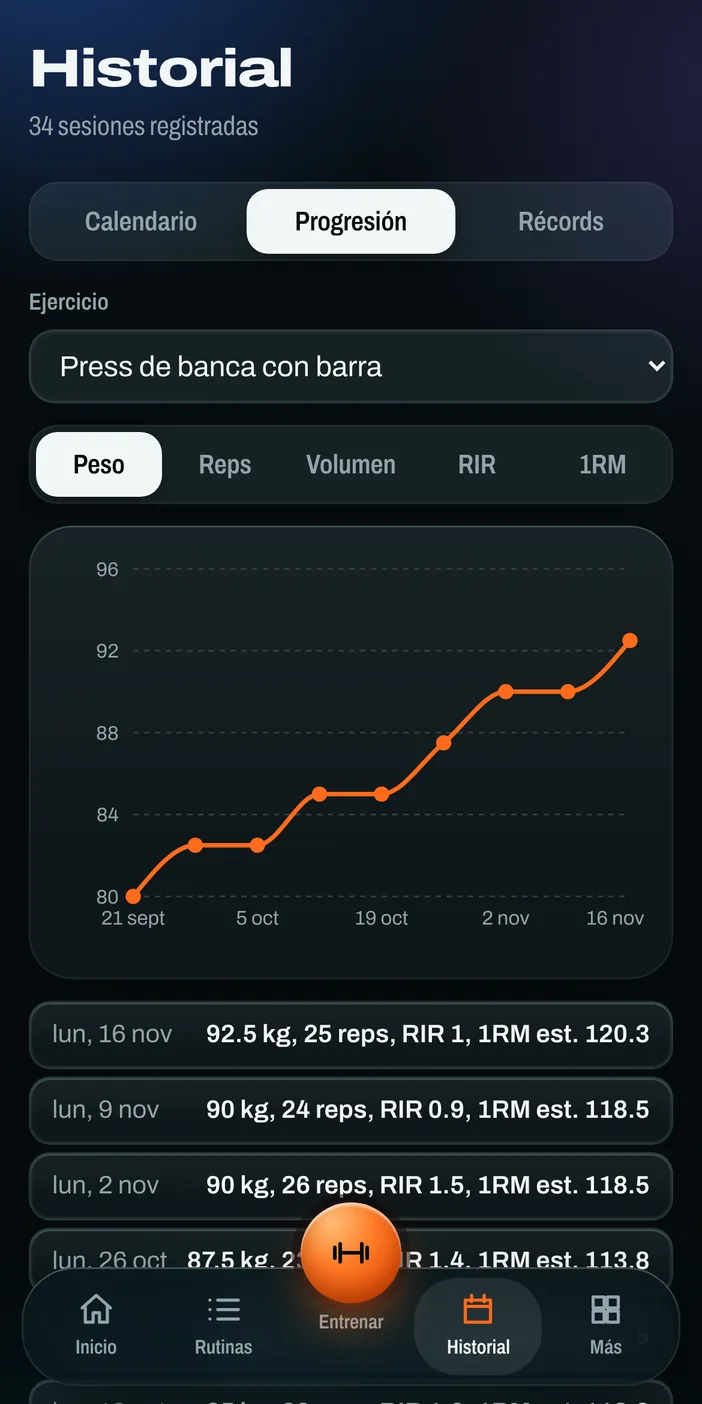 Historial
34 sesiones registradas
Calendario Progresión Récords
Ejercicio
Press de banca con barra
Peso Reps Volumen RIR 1RM
96
92
88
84
80
21 sept 5 oct 19 oct 2 nov 16 nov
lun, 16 nov 92.5 kg, 25 reps, RIR 1, 1RM est. 120.3
lun, 9 nov 90 kg, 24 reps, RIR 0.9, 1RM est. 118.5
lun, 2 nov 90 kg, 26 reps, RIR 1.5, 1RM est. 118.5
lun, 26 oct 87.5 kg, 1.4, 1RM est. 113.8
Inicio Rutinas Entrenar Historial Más